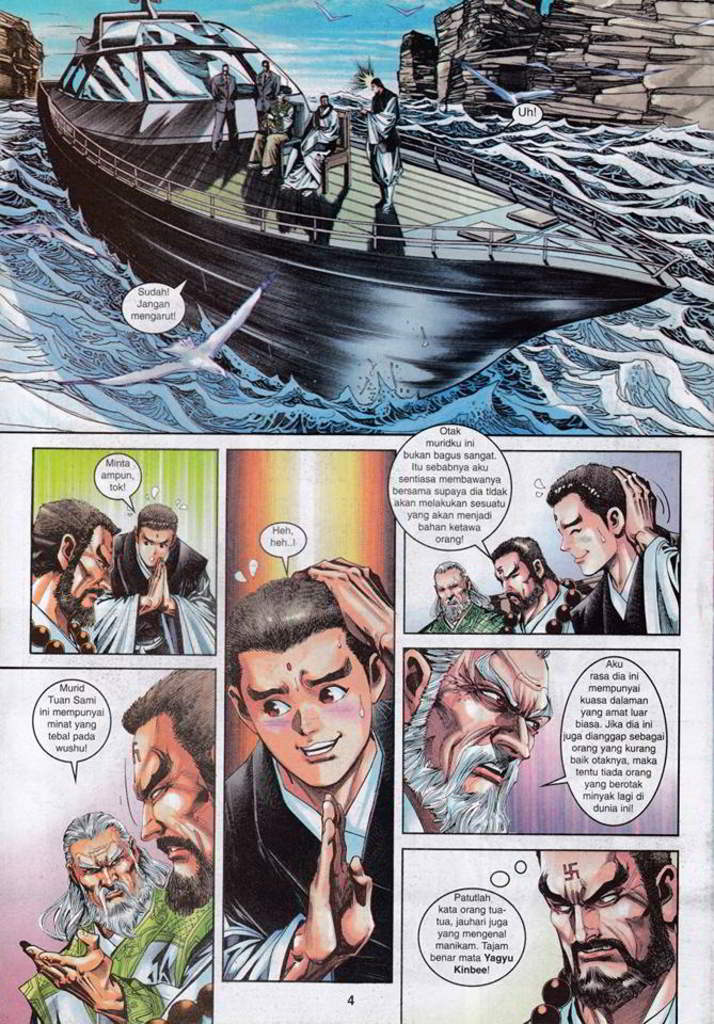 Uh!
Sudah!
Jangan
mengarut!
Minta
ampun,
tok!
Heh,
heh..!
Otak
muridku ini
bukan bagus sangat.
Itu sebabnya aku
sentiasa membawanya
bersama supaya dia tidak
melakukan sesuatu
yang akan menjadi
bahan ketawa
orang!
Murid
Tuan Sami
ini mempunyai
minat yang
tebal pada
wushu!
Aku
rasa dia ini
mempunyai
kuasa dalaman
yang amat luar
biasa. Jika dia ini
juga dianggap sebagai
orang yang kurang
baik otaknya, maka
tentu tiada orang
yang berotak
minyak lagi di
dunia ini!
Patutlah
kata orang tua-
tua, jauhari juga
yang mengenal
manikam. Tajam
benar mata Yagyu
Kinbee!
4